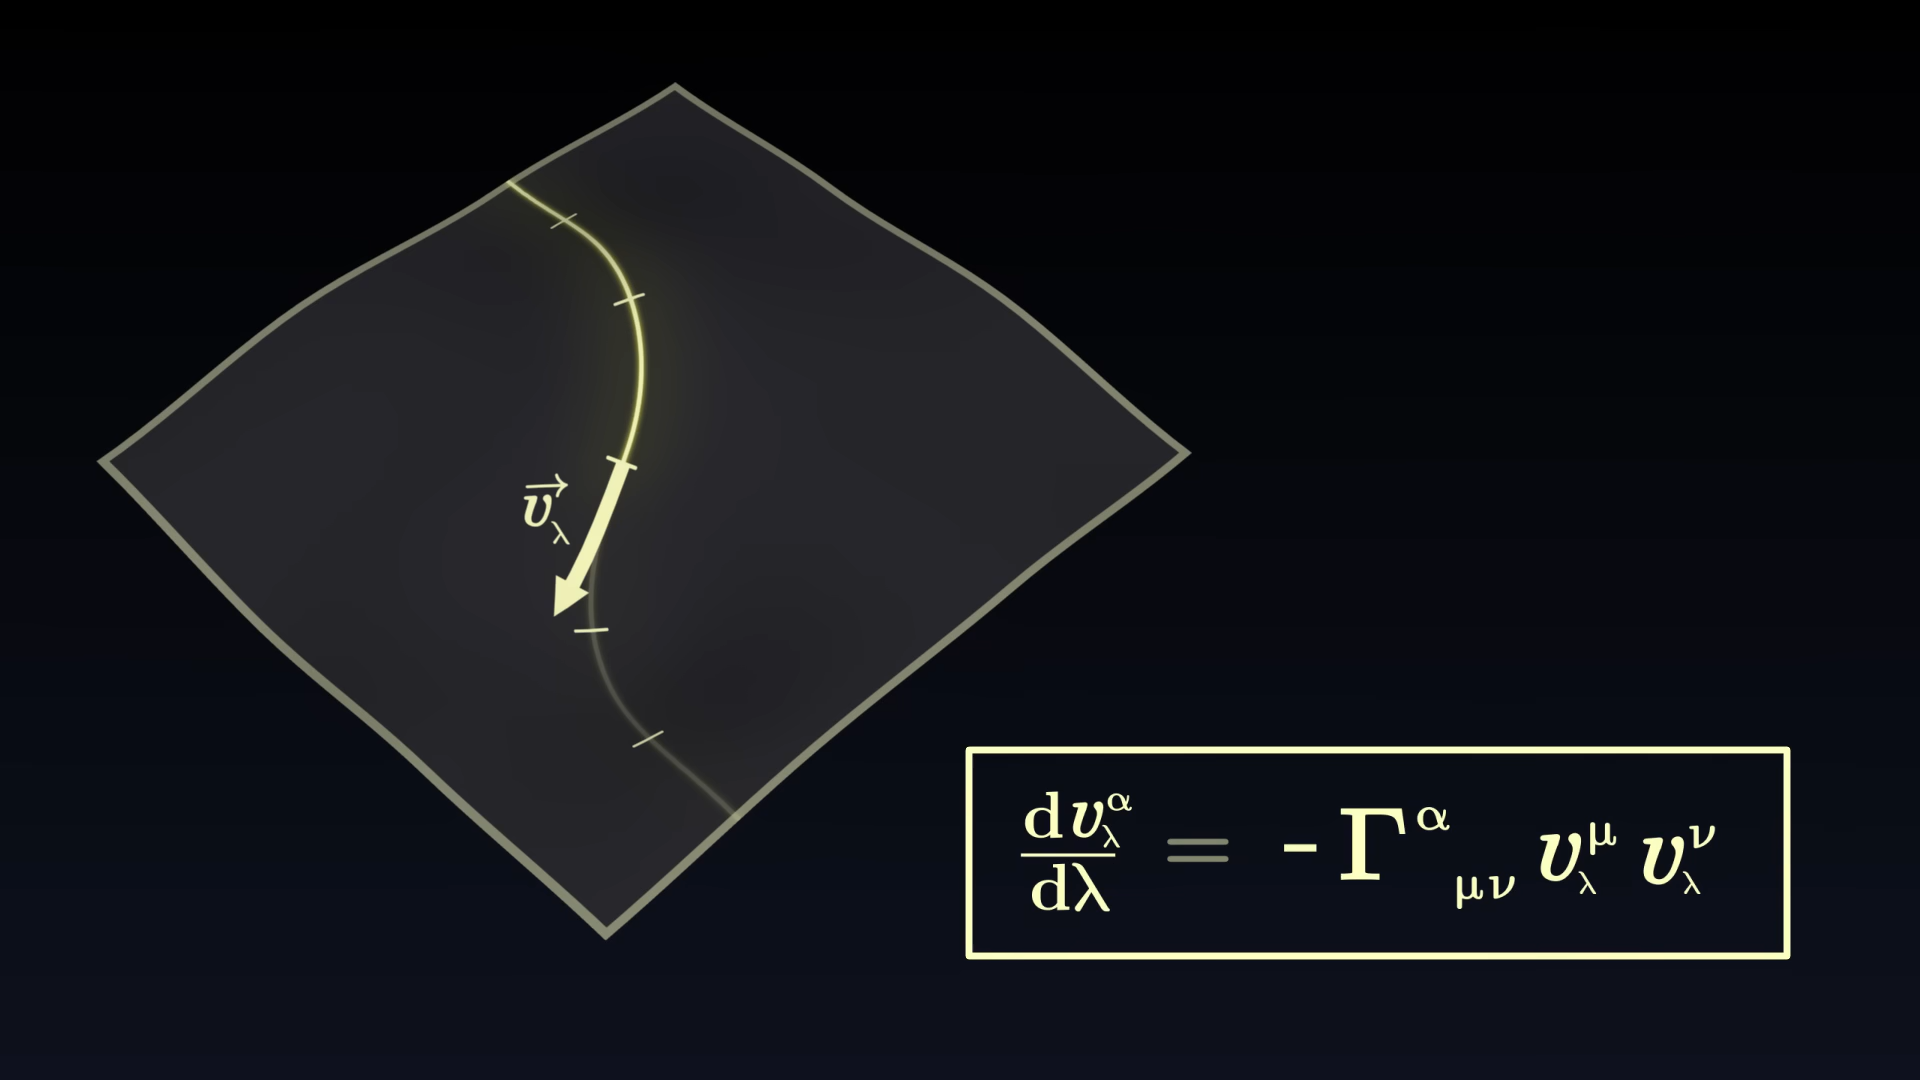 v⃗_λ
dv_λ^α / dλ = - Γ^α_μν v_λ^μ v_λ^ν